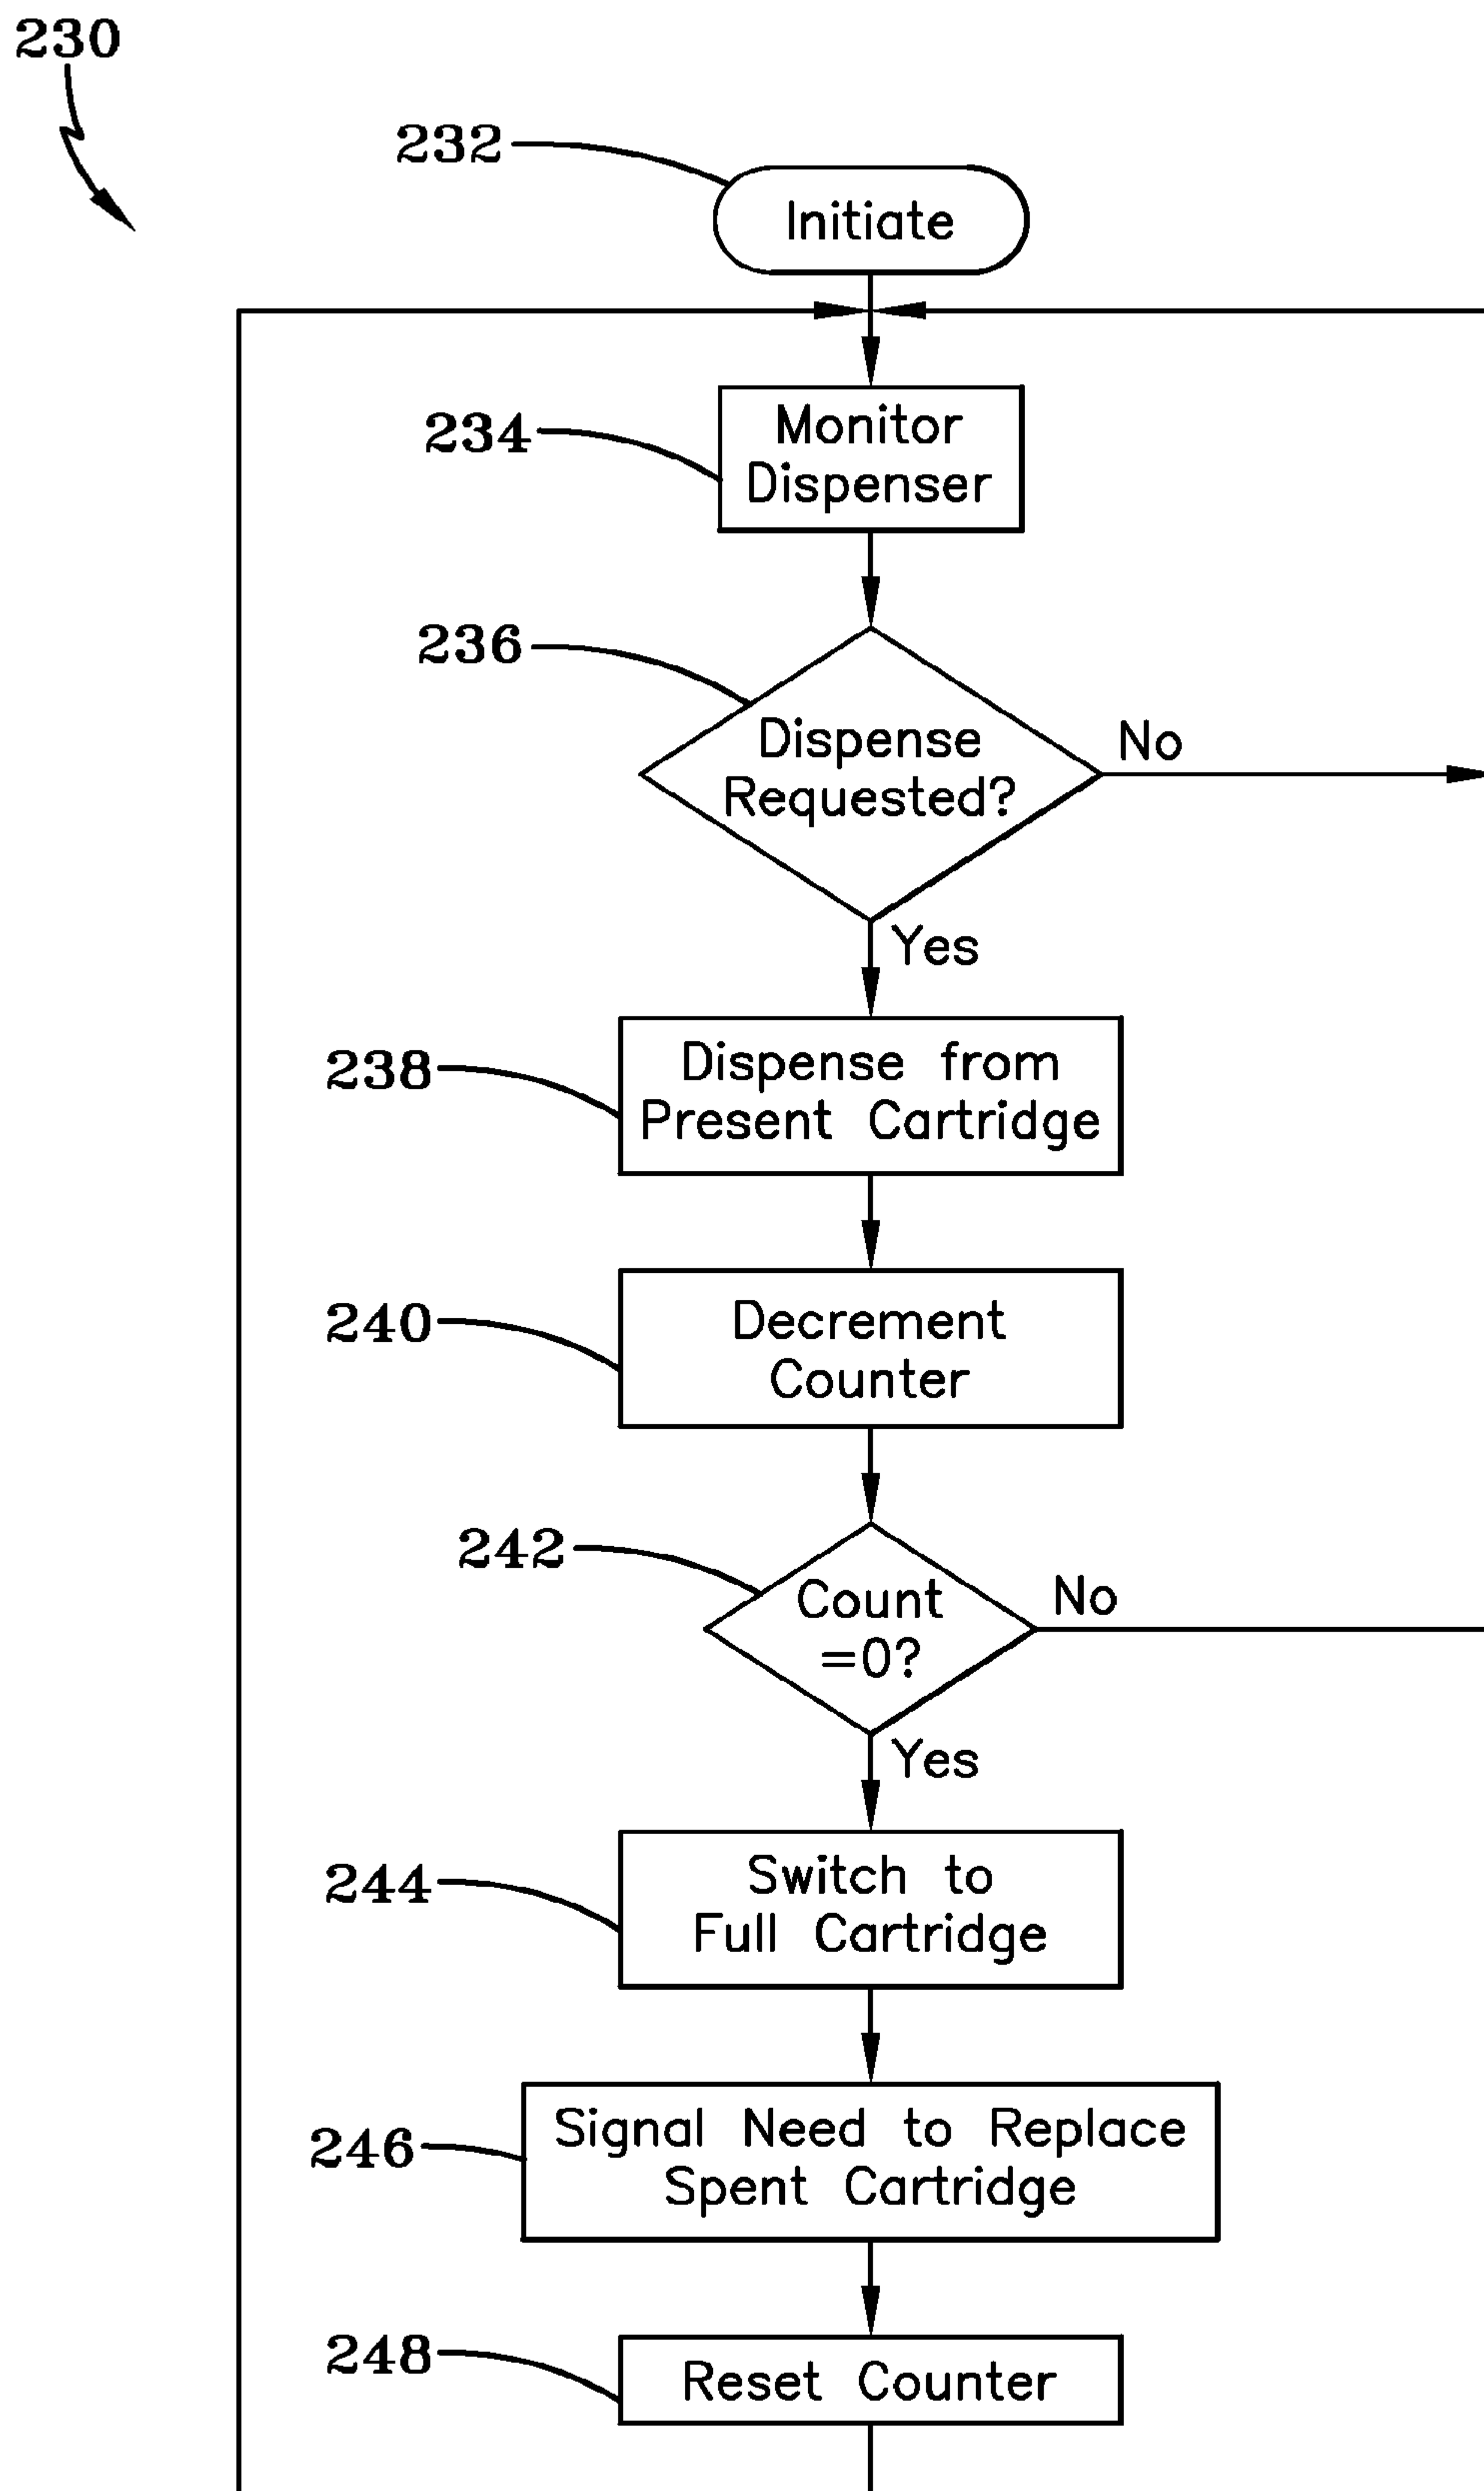 230
232
Initiate
234
Monitor
Dispenser
236
Dispense
Requested?
No
Yes
238
Dispense from
Present Cartridge
240
Decrement
Counter
242
Count
=0?
No
Yes
244
Switch to
Full Cartridge
246
Signal Need to Replace
Spent Cartridge
248
Reset Counter